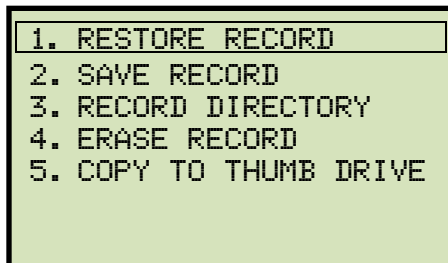 1. RESTORE RECORD
2. SAVE RECORD
3. RECORD DIRECTORY
4. ERASE RECORD
5. COPY TO THUMB DRIVE